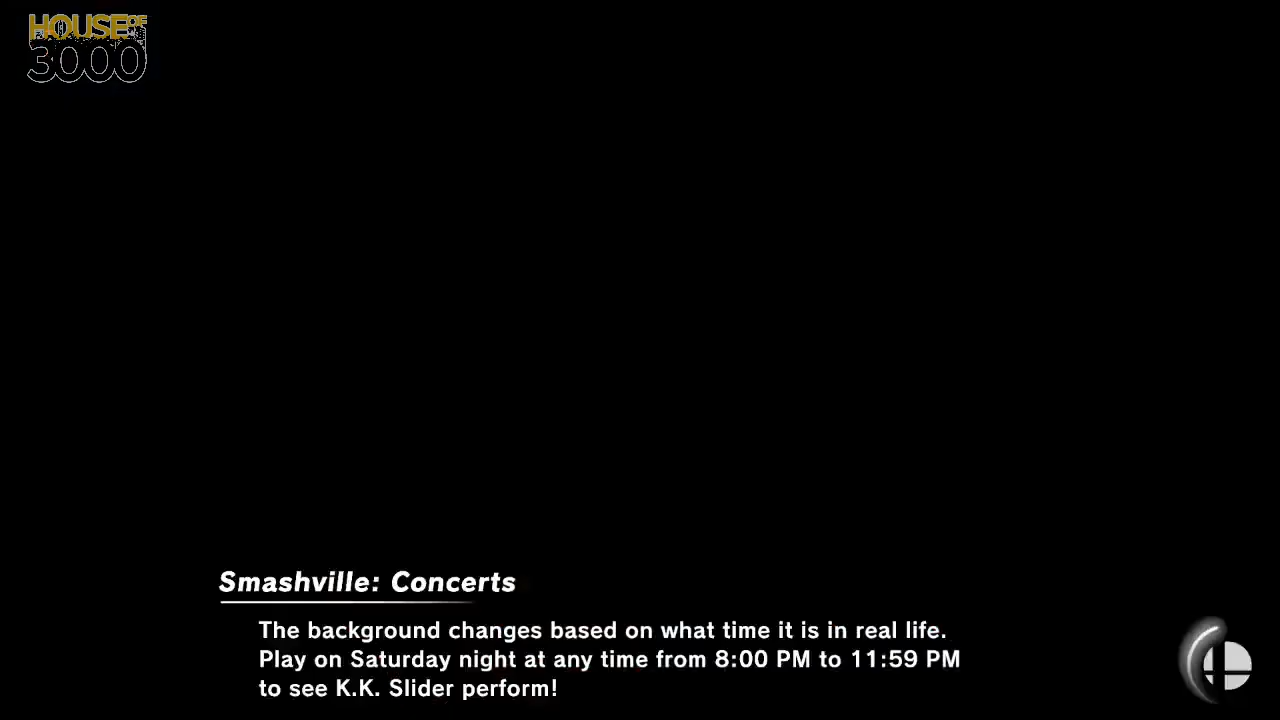 HOUSE OF
3000
Smashville: Concerts
The background changes based on what time it is in real life.
Play on Saturday night at any time from 8:00 PM to 11:59 PM
to see K.K. Slider perform!